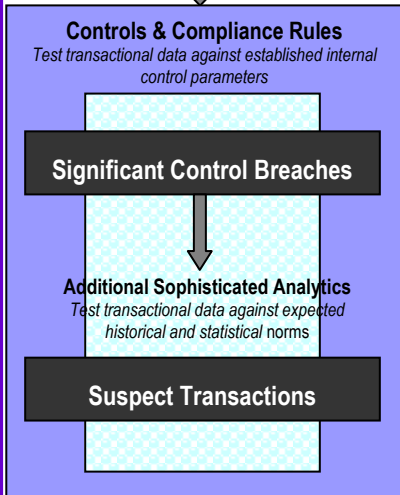 Controls & Compliance Rules
Test transactional data against established internal
control parameters
Significant Control Breaches
Additional Sophisticated Analytics
Test transactional data against expected
historical and statistical norms
Suspect Transactions